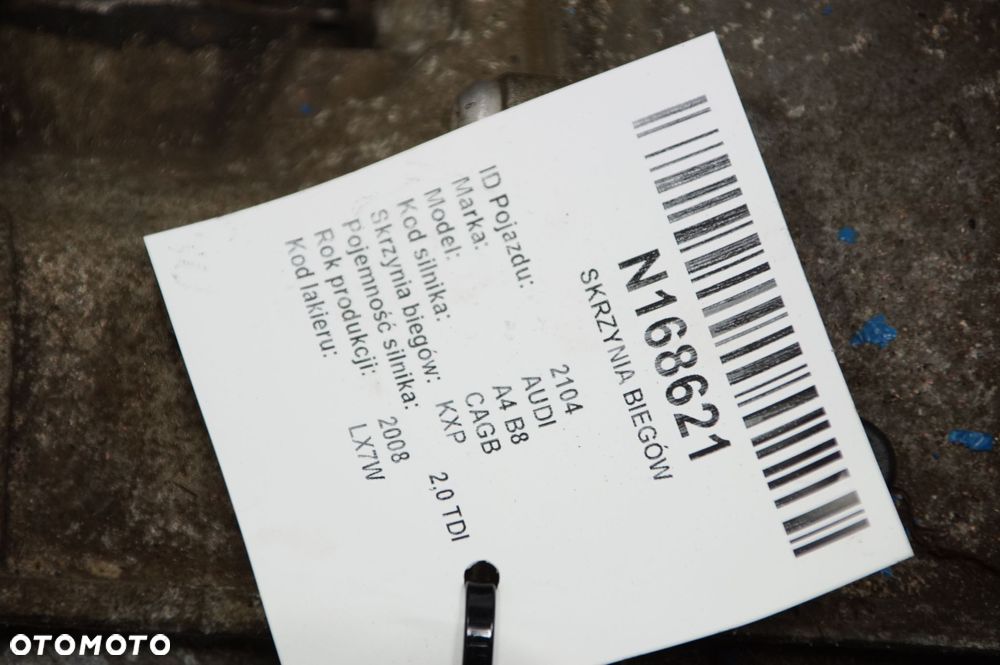 N168621
SKRZYNIA BIEGÓW
ID Pojazdu: 2104
Marka: AUDI
Model: A4 B8
Kod silnika: CAGB
Skrzynia biegów: KXP
Pojemność silnika: 2,0 TDI
Rok produkcji: 2008
Kod lakieru: LX7W
OTOMOTO